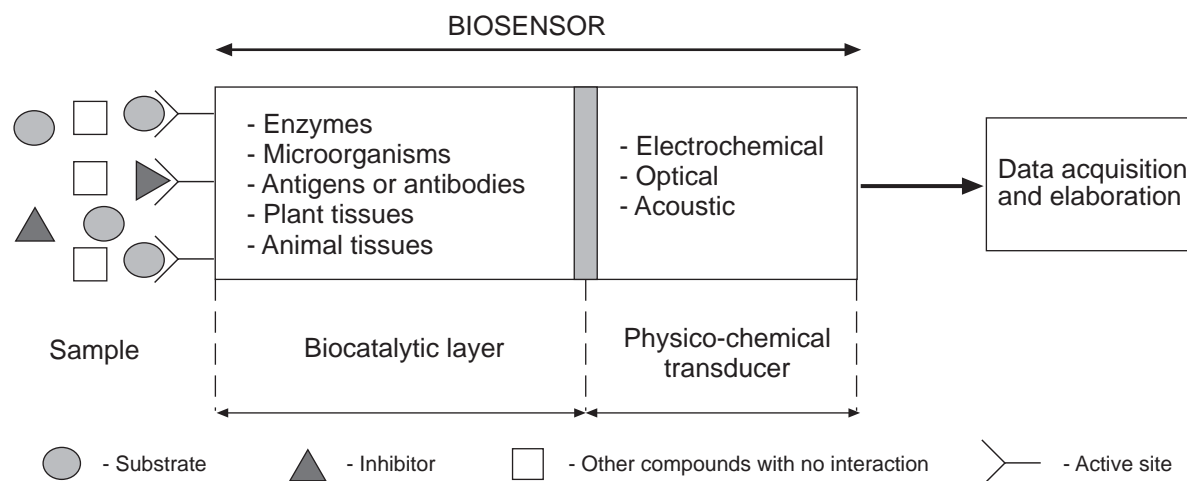 BIOSENSOR
- Enzymes
- Microorganisms
- Antigens or antibodies
- Plant tissues
- Animal tissues
- Electrochemical
- Optical
- Acoustic
Data acquisition
and elaboration
Sample
Biocatalytic layer
Physico-chemical
transducer
- Substrate
- Inhibitor
- Other compounds with no interaction
- Active site